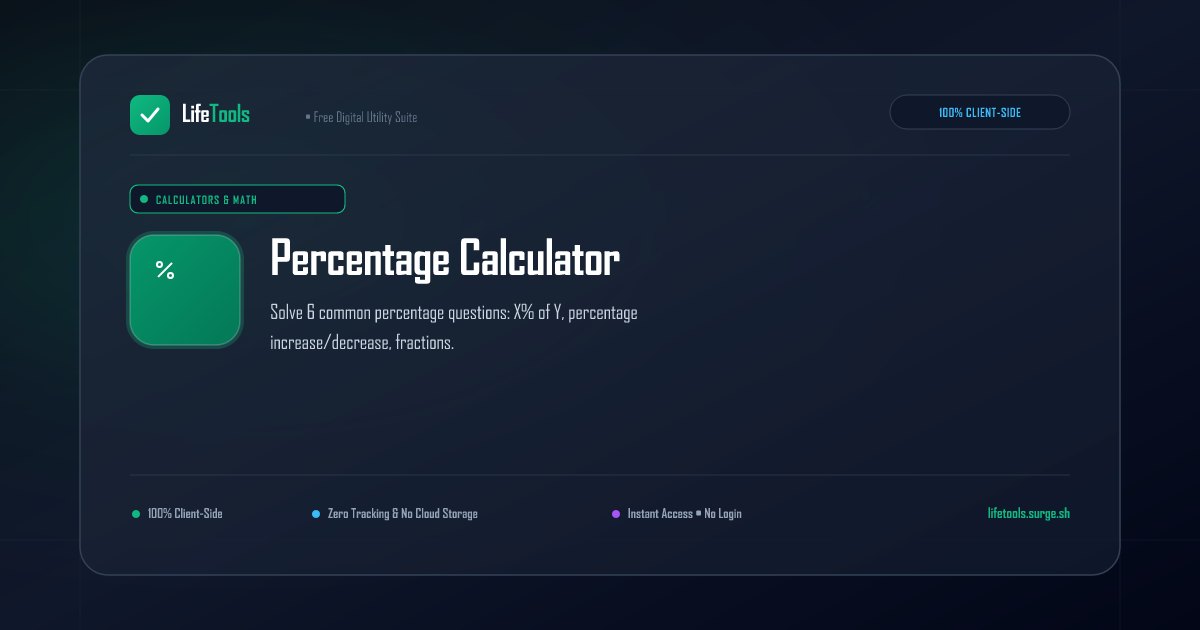 LifeTools
▪ Free Digital Utility Suite
100% CLIENT-SIDE
CALCULATORS & MATH
%
Percentage Calculator
Solve 6 common percentage questions: X% of Y, percentage
increase/decrease, fractions.
100% Client-Side
Zero Tracking & No Cloud Storage
Instant Access ▪ No Login
lifetools.surge.sh